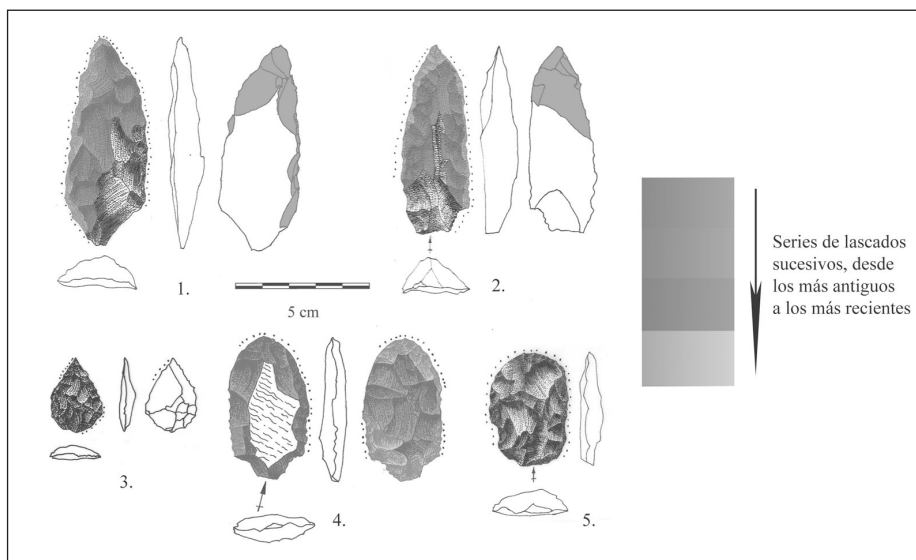 1.
2.
5 cm
Series de lascados
sucesivos, desde
los más antiguos
a los más recientes
3.
4.
5.